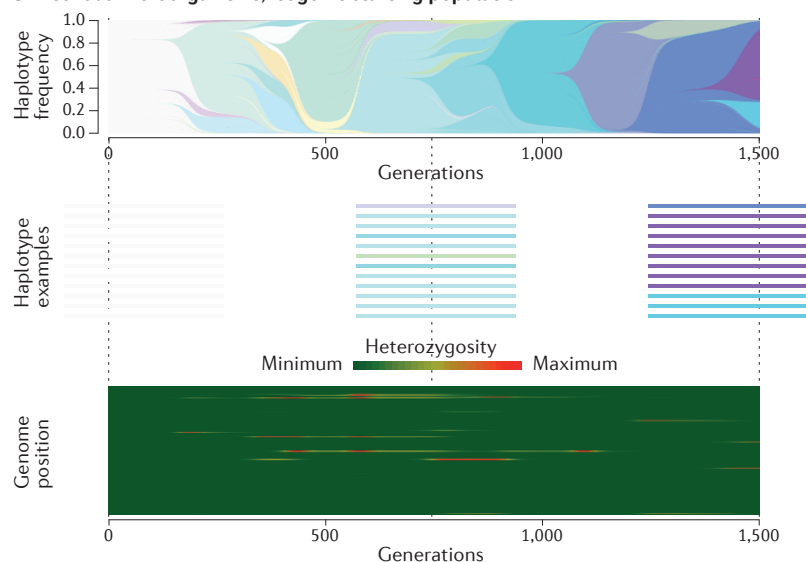 Haplotype
frequency
1.0
0.8
0.6
0.4
0.2
0.0
0 500 1,000 1,500
Generations
Haplotype
examples
Heterozygosity
Minimum Maximum
Genome
position
0 500 1,000 1,500
Generations